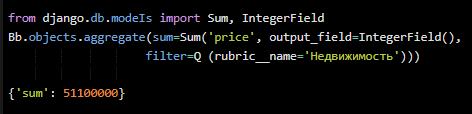 from django.db.modeIs import Sum, IntegerField
Bb.objects.aggregate(sum=Sum('price', output_field=IntegerField(),
filter=Q (rubric__name='Недвижимость')))
{'sum': 51100000}